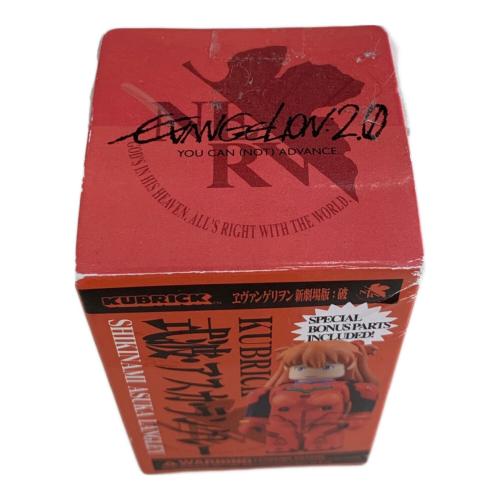 NERV
EVANGELION:2.0
YOU CAN (NOT) ADVANCE.
GOD'S IN HIS HEAVEN, ALL'S RIGHT WITH THE WORLD.
KUBRICK
ヱヴァンゲリヲン新劇場版:破
SPECIAL
BONUS PARTS
INCLUDED!
KUBRICK
式波・アスカ・ラングレー
SHIKINAMI ASUKA LANGLEY
WARNING